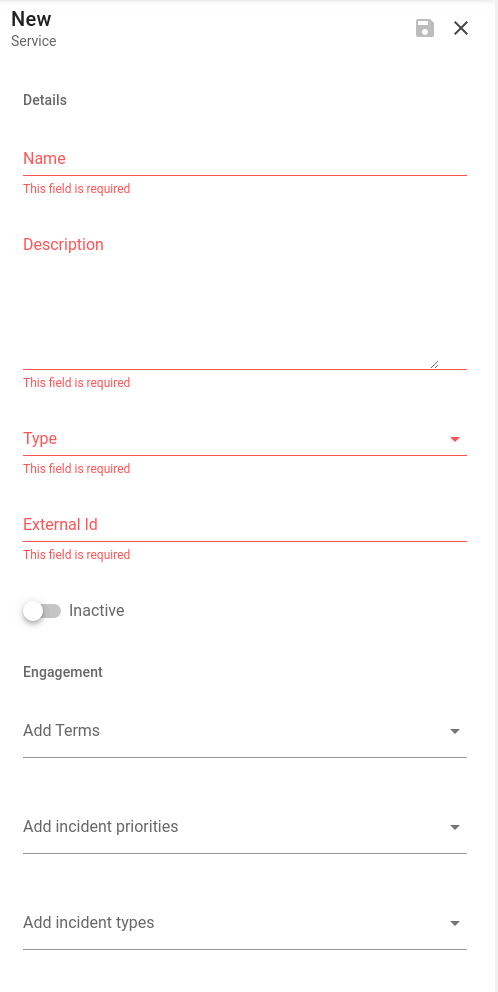 New
Service
Details
Name
This field is required
Description
This field is required
Type
This field is required
External Id
This field is required
Inactive
Engagement
Add Terms
Add incident priorities
Add incident types